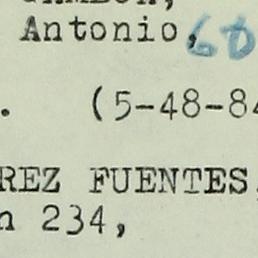 Antonio, 60
. (5-48-84
REZ FUENTES,
n 234,